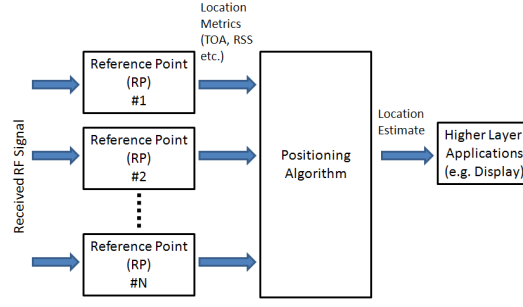 Location
Metrics
(TOA, RSS
etc.)
Received RF Signal
Reference Point
(RP)
#1
Reference Point
(RP)
#2
Reference Point
(RP)
#N
Positioning
Algorithm
Location
Estimate
Higher Layer
Applications
(e.g. Display)